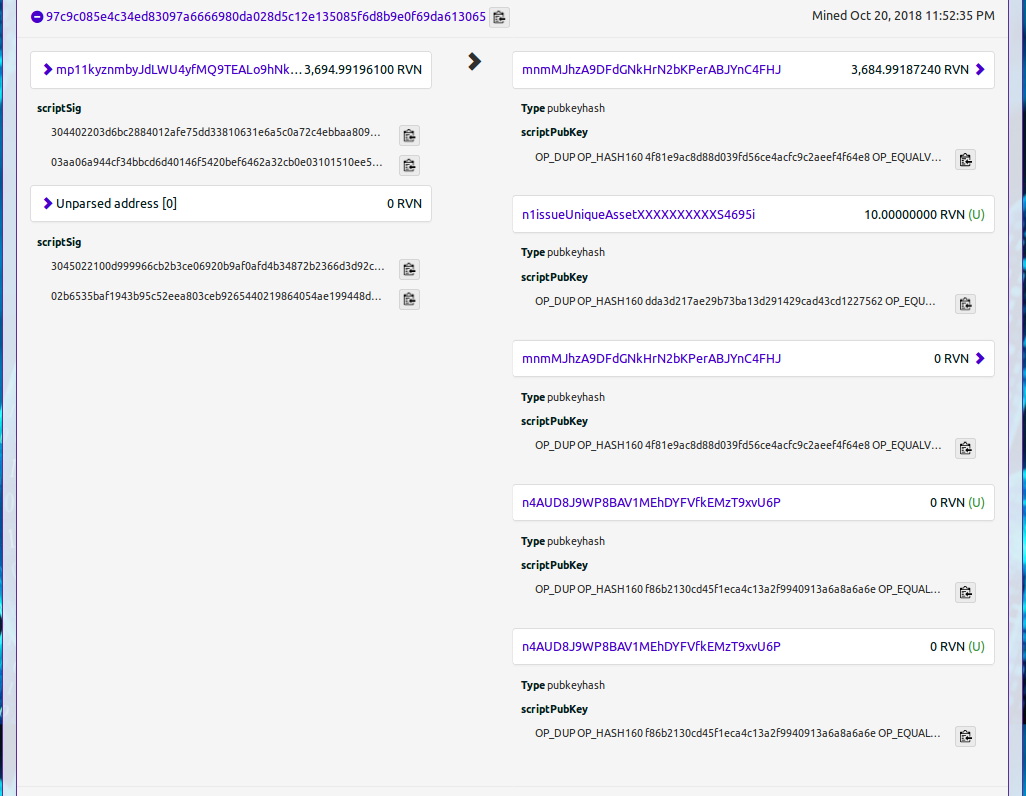 97c9c085e4c34ed83097a6666980da028d5c12e135085f6d8b9e0f69da613065
Mined Oct 20, 2018 11:52:35 PM
mp11kyznmbyJdLWU4yfMQ9TEALo9hNk... 3,694.99196100 RVN
scriptSig
304402203d6bc2884012afe75dd33810631e6a5c0a72c4ebbaa809...
03aa06a944cf34bbcd6d40146f5420bef6462a32cb0e03101510ee5...
Unparsed address [0] 0 RVN
scriptSig
3045022100d999966cb2b3ce06920b9af0afd4b34872b2366d3d92c...
02b6535baf1943b95c52eea803ceb9265440219864054ae199448d...
mnmMJhzA9DFdGNkHrN2bKPerABJYnC4FHJ 3,684.99187240 RVN
Type pubkeyhash
scriptPubKey
OP_DUP OP_HASH160 4f81e9ac8d88d039fd56ce4acfc9c2aeef4f64e8 OP_EQUALV...
n1issueUniqueAssetXXXXXXXXXXS4695i 10.00000000 RVN (U)
Type pubkeyhash
scriptPubKey
OP_DUP OP_HASH160 dda3d217ae29b73ba13d291429cad43cd1227562 OP_EQU...
mnmMJhzA9DFdGNkHrN2bKPerABJYnC4FHJ 0 RVN
Type pubkeyhash
scriptPubKey
OP_DUP OP_HASH160 4f81e9ac8d88d039fd56ce4acfc9c2aeef4f64e8 OP_EQUALV...
n4AUD8J9WP8BAV1MEhDYFVfkEMzT9xvU6P 0 RVN (U)
Type pubkeyhash
scriptPubKey
OP_DUP OP_HASH160 f86b2130cd45f1eca4c13a2f9940913a6a8a6a6e OP_EQUAL...
n4AUD8J9WP8BAV1MEhDYFVfkEMzT9xvU6P 0 RVN (U)
Type pubkeyhash
scriptPubKey
OP_DUP OP_HASH160 f86b2130cd45f1eca4c13a2f9940913a6a8a6a6e OP_EQUAL...